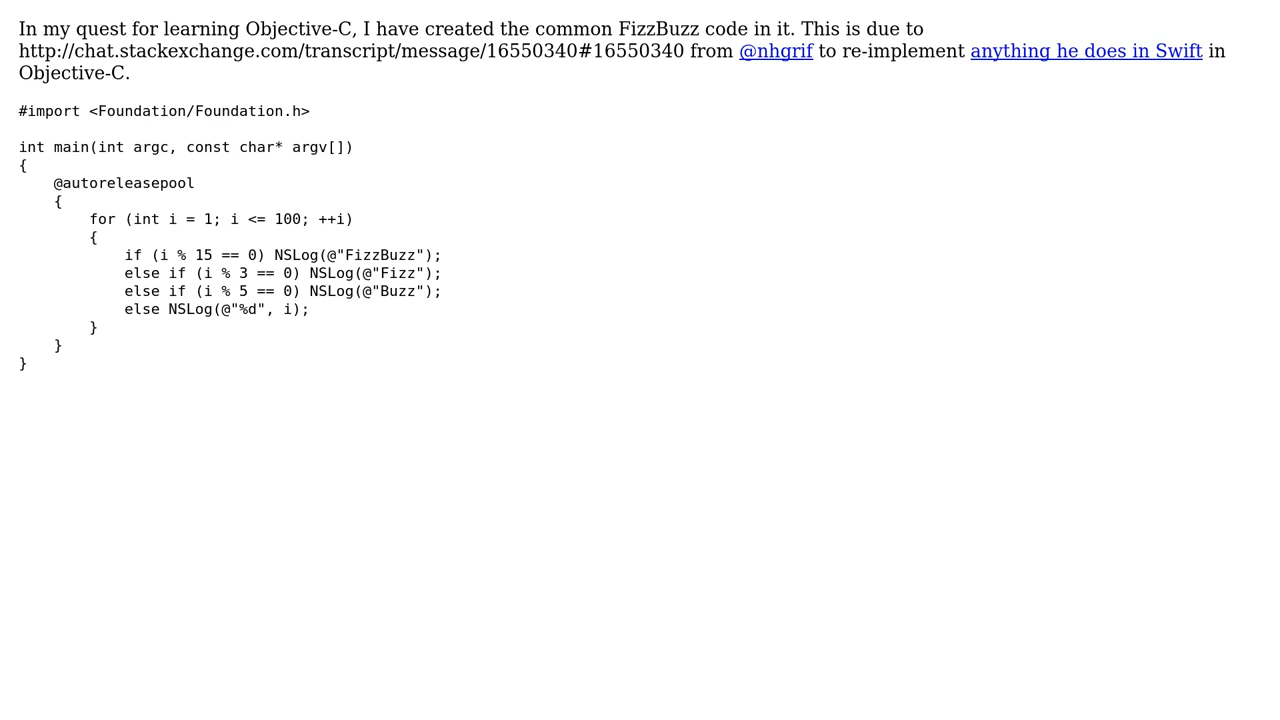 In my quest for learning Objective-C, I have created the common FizzBuzz code in it. This is due to
http://chat.stackexchange.com/transcript/message/16550340#16550340 from @nhgrif to re-implement anything he does in Swift in
Objective-C.
#import <Foundation/Foundation.h>
int main(int argc, const char* argv[])
{
    @autoreleasepool
    {
        for (int i = 1; i <= 100; ++i)
        {
            if (i % 15 == 0) NSLog(@"FizzBuzz");
            else if (i % 3 == 0) NSLog(@"Fizz");
            else if (i % 5 == 0) NSLog(@"Buzz");
            else NSLog(@"%d", i);
        }
    }
}